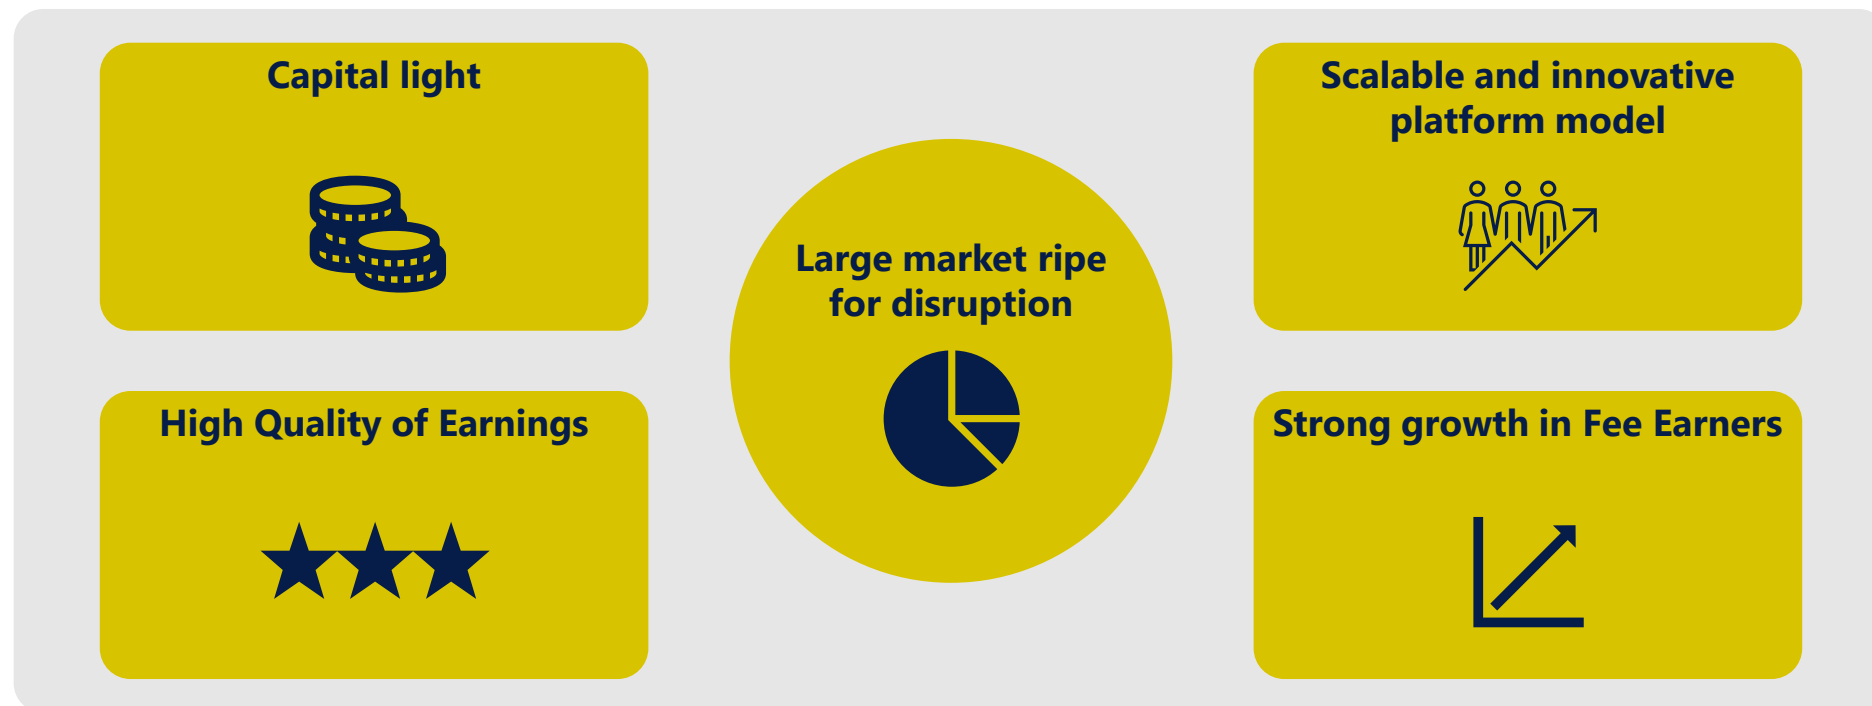 Capital light
Scalable and innovative
platform model
Large market ripe
for disruption
High Quality of Earnings
Strong growth in Fee Earners